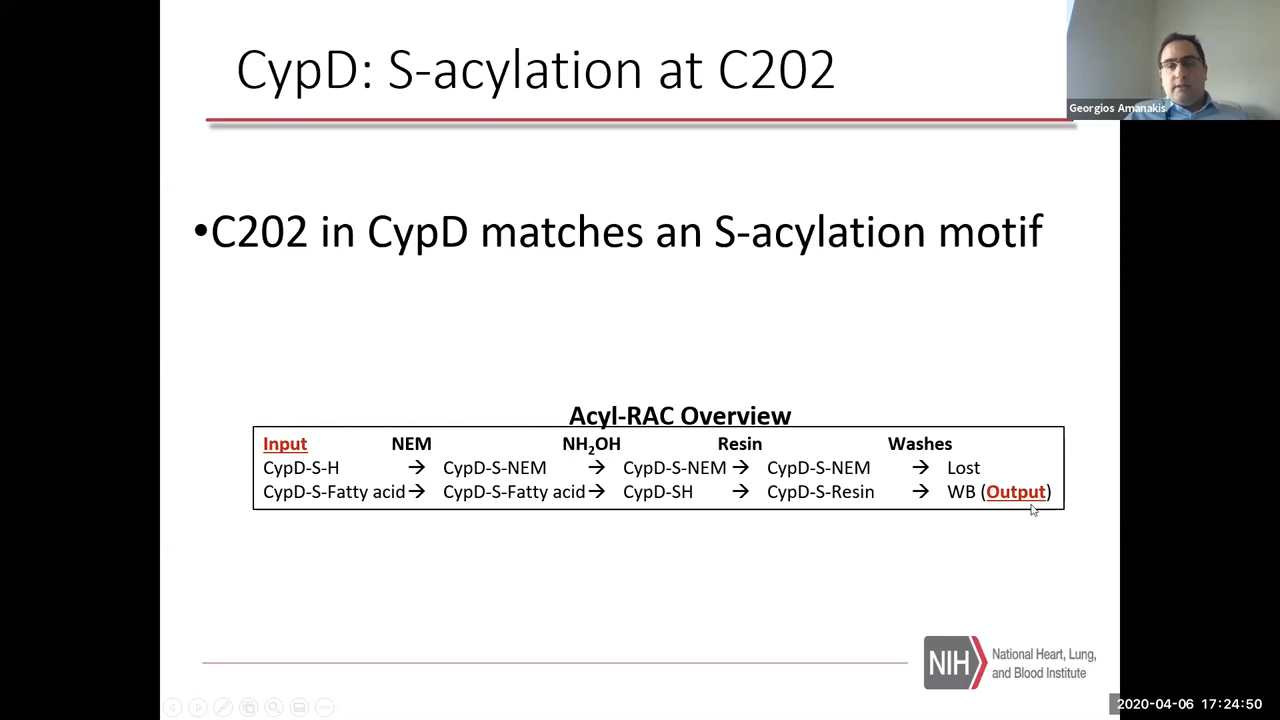 CypD: S-acylation at C202
Georgios Amanakis
•C202 in CypD matches an S-acylation motif
Acyl-RAC Overview
Input NEM NH₂OH Resin Washes
CypD-S-H → CypD-S-NEM → CypD-S-NEM → CypD-S-NEM → Lost
CypD-S-Fatty acid → CypD-S-Fatty acid → CypD-SH → CypD-S-Resin → WB (Output)
NIH National Heart, Lung,
and Blood Institute
2020-04-06 17:24:50